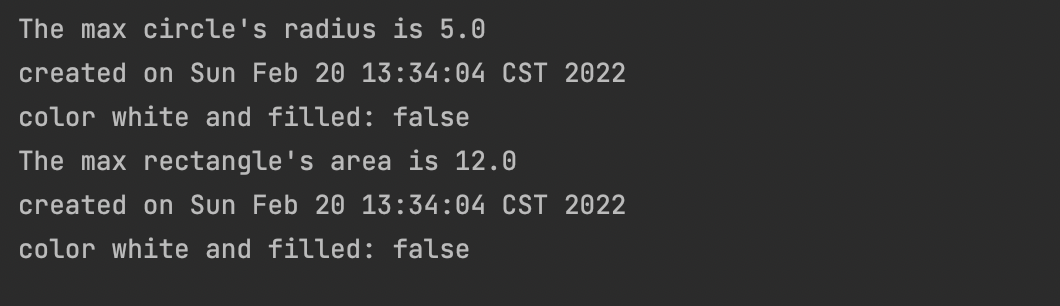 The max circle's radius is 5.0
created on Sun Feb 20 13:34:04 CST 2022
color white and filled: false
The max rectangle's area is 12.0
created on Sun Feb 20 13:34:04 CST 2022
color white and filled: false